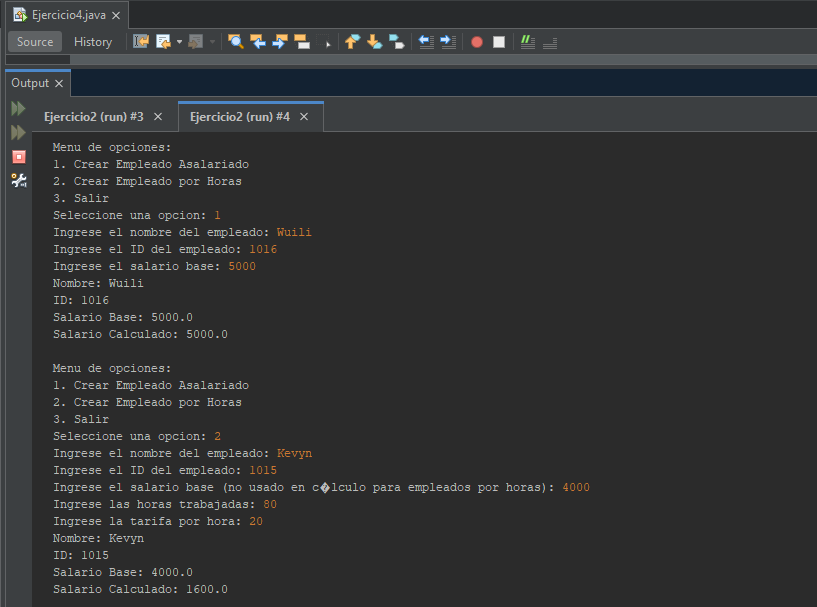 Ejercicio4.java
Source History
Output
Ejercicio2 (run) #3 Ejercicio2 (run) #4
Menu de opciones:
1. Crear Empleado Asalariado
2. Crear Empleado por Horas
3. Salir
Seleccione una opcion: 1
Ingrese el nombre del empleado: Wuili
Ingrese el ID del empleado: 1016
Ingrese el salario base: 5000
Nombre: Wuili
ID: 1016
Salario Base: 5000.0
Salario Calculado: 5000.0
Menu de opciones:
1. Crear Empleado Asalariado
2. Crear Empleado por Horas
3. Salir
Seleccione una opcion: 2
Ingrese el nombre del empleado: Kevyn
Ingrese el ID del empleado: 1015
Ingrese el salario base (no usado en c�lculo para empleados por horas): 4000
Ingrese las horas trabajadas: 80
Ingrese la tarifa por hora: 20
Nombre: Kevyn
ID: 1015
Salario Base: 4000.0
Salario Calculado: 1600.0